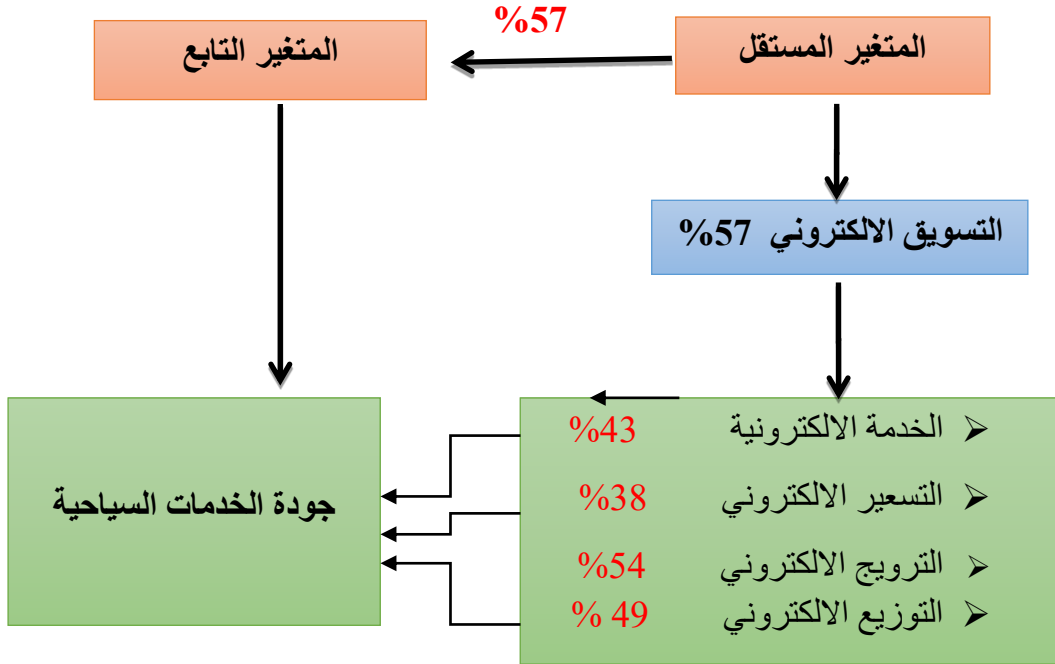 %57
المتغير المستقل
المتغير التابع
التسويق الالكتروني 57%
➢ الخدمة الالكترونية 43%
➢ التسعير الالكتروني 38%
➢ الترويج الالكتروني 54%
➢ التوزيع الالكتروني 49 %
جودة الخدمات السياحية